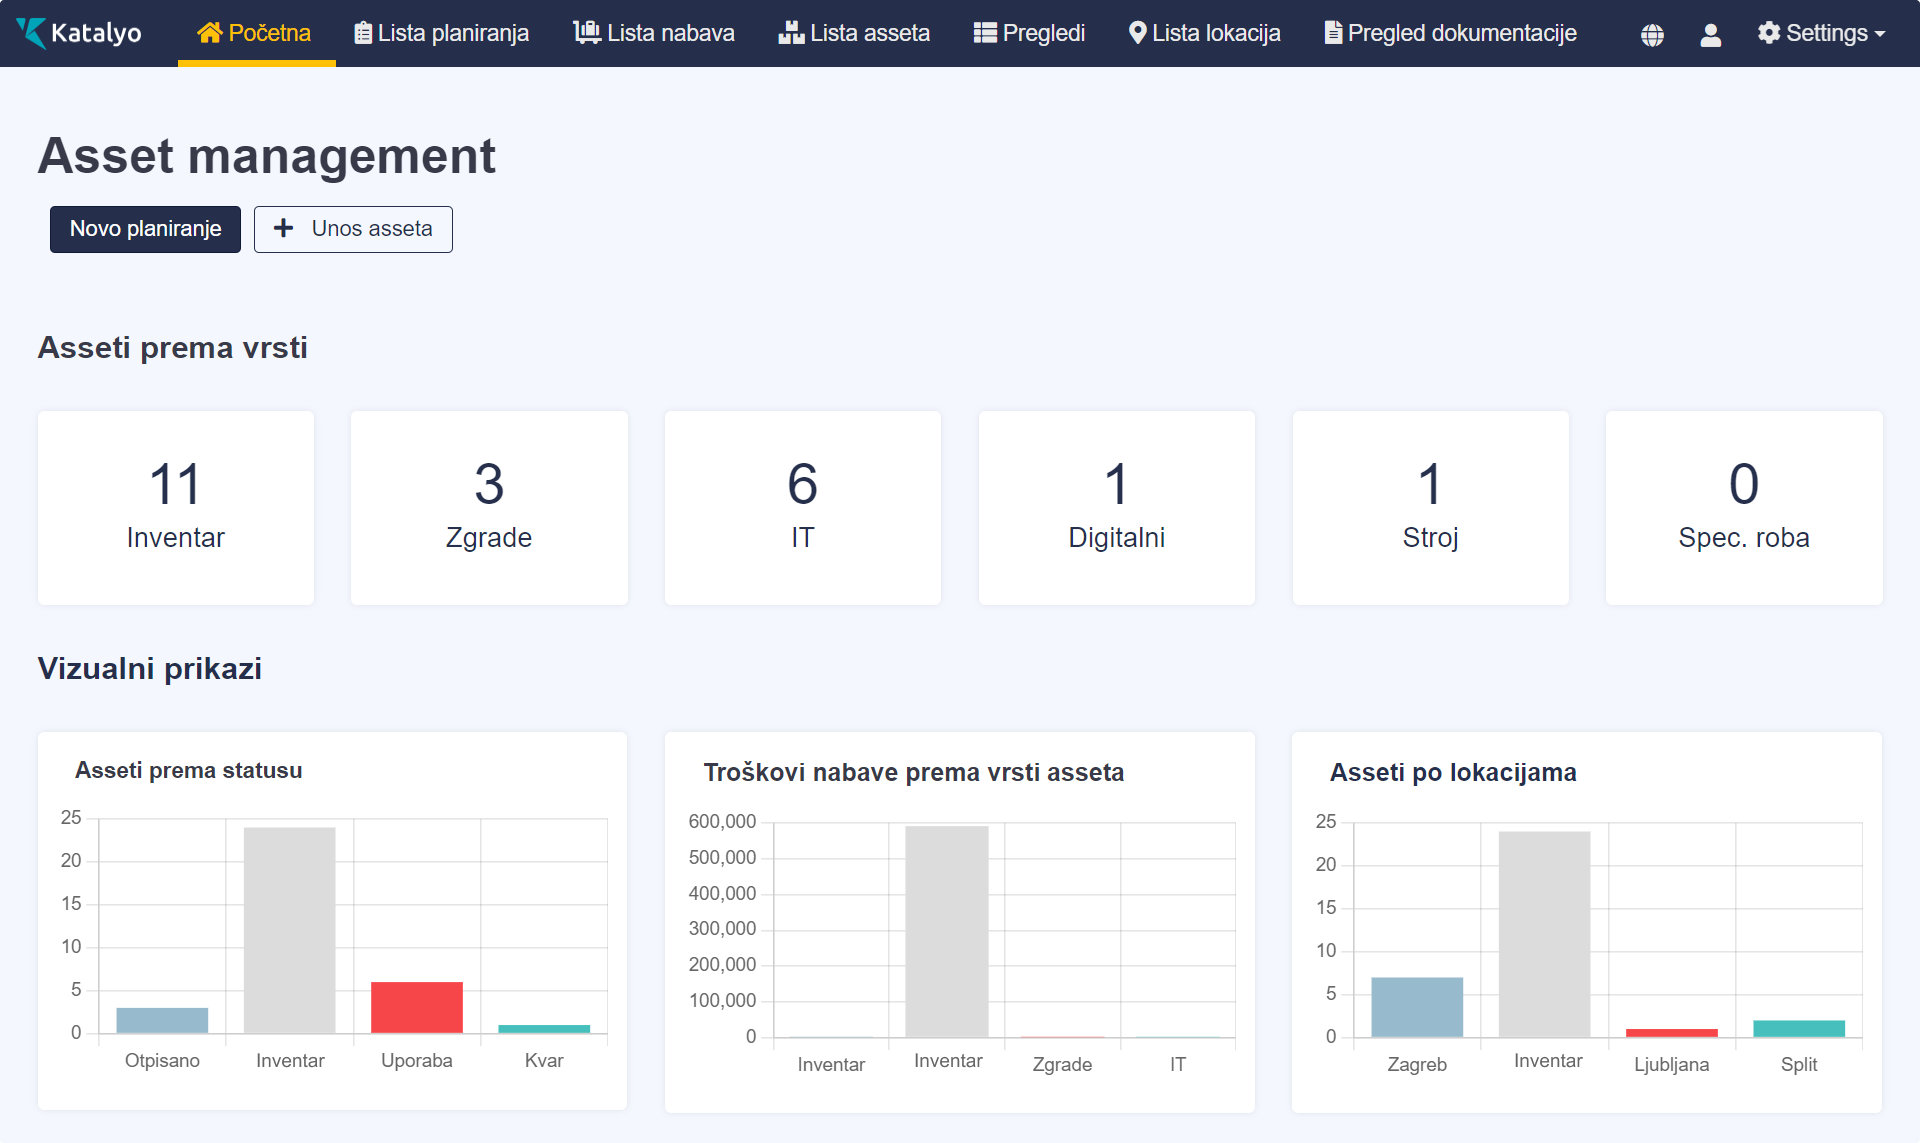 Katalyo
Početna
Lista planiranja
Lista nabava
Lista asseta
Pregledi
Lista lokacija
Pregled dokumentacije
Settings
Asset management
Novo planiranje
+ Unos asseta
Asseti prema vrsti
11
Inventar
3
Zgrade
6
IT
1
Digitalni
1
Stroj
0
Spec. roba
Vizualni prikazi
Asseti prema statusu
25
20
15
10
5
0
Otpisano
Inventar
Uporaba
Kvar
Troškovi nabave prema vrsti asseta
600,000
500,000
400,000
300,000
200,000
100,000
0
Inventar
Inventar
Zgrade
IT
Asseti po lokacijama
25
20
15
10
5
0
Zagreb
Inventar
Ljubljana
Split